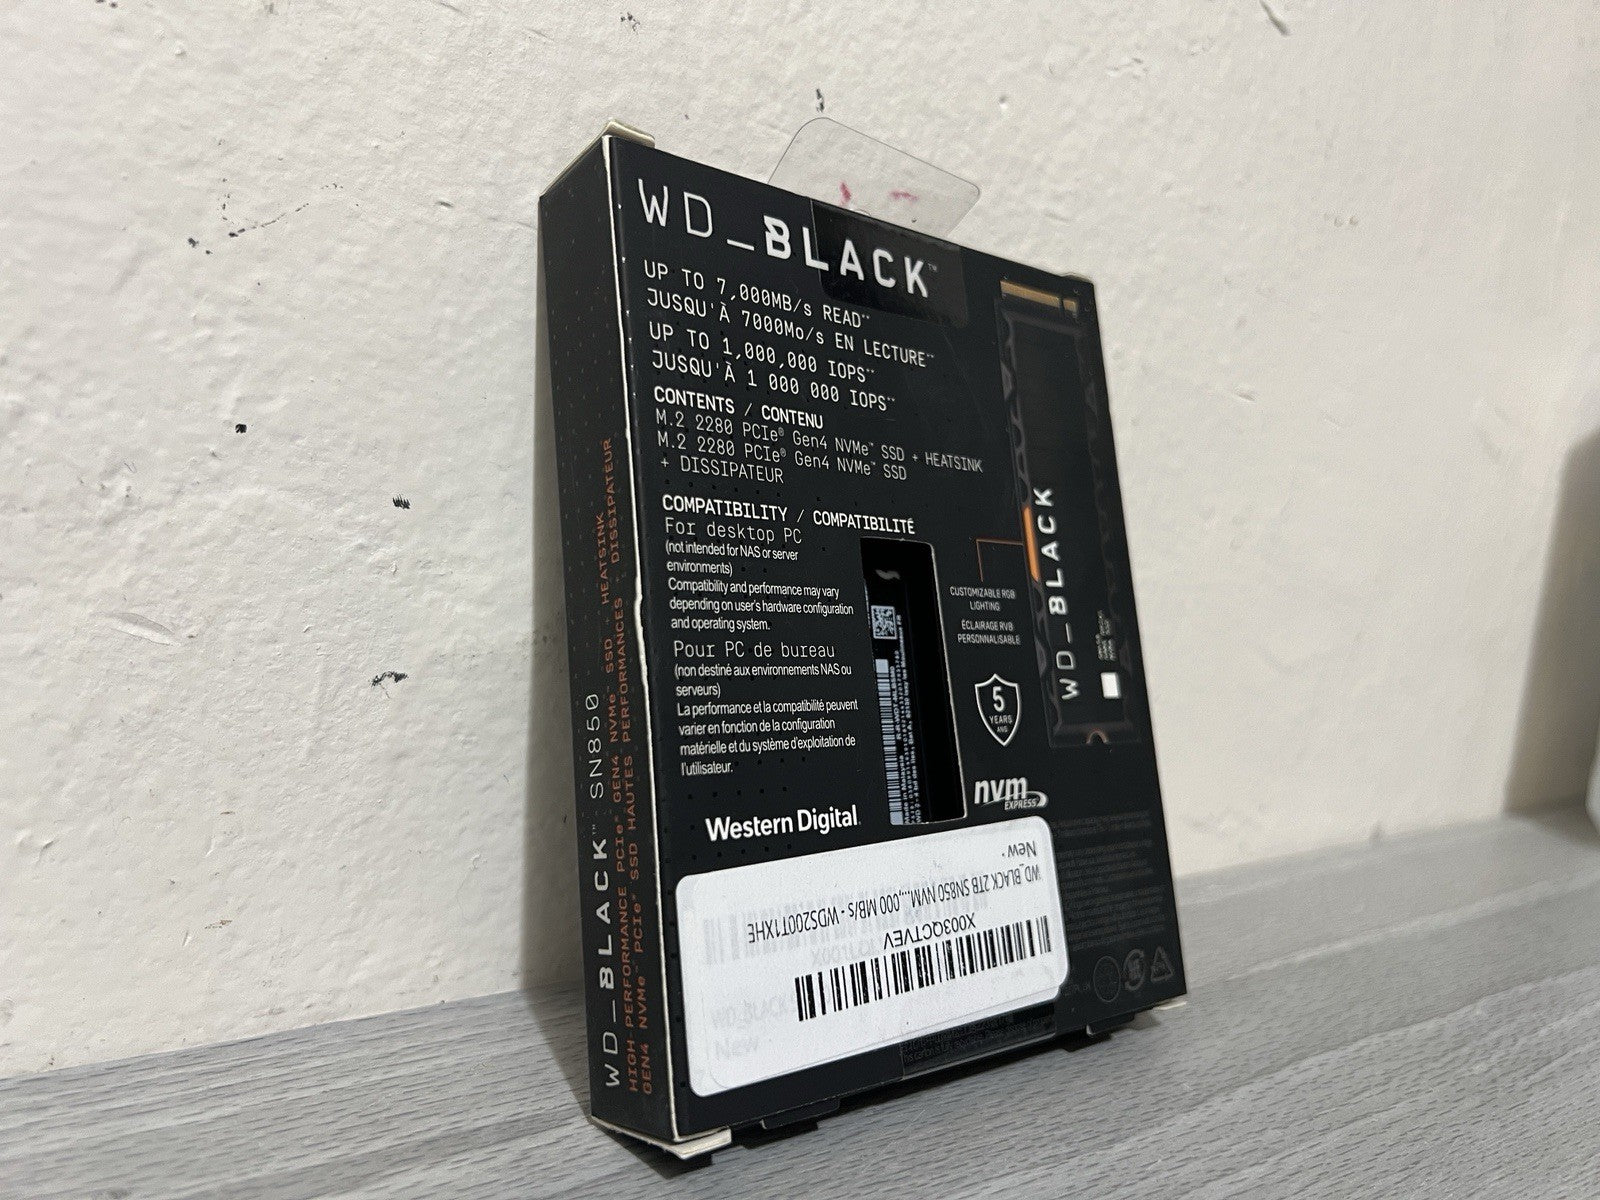 WD_BLACK™
UP TO 7,000MB/s READ**
JUSQU'À 7000Mo/s EN LECTURE**
UP TO 1,000,000 IOPS**
JUSQU'À 1 000 000 IOPS**
CONTENTS / CONTENU
M.2 2280 PCIe® Gen4 NVMe™ SSD + HEATSINK
M.2 2280 PCIe® Gen4 NVMe™ SSD
+ DISSIPATEUR
COMPATIBILITY / COMPATIBILITÉ
For desktop PC
(not intended for NAS or server
environments)
Compatibility and performance may vary
depending on user's hardware configuration
and operating system.
Pour PC de bureau
(non destiné aux environnements NAS ou
serveurs)
La performance et la compatibilité peuvent
varier en fonction de la configuration
matérielle et du système d'exploitation de
l'utilisateur.
Western Digital
CUSTOMIZABLE RGB
LIGHTING
ÉCLAIRAGE RVB
PERSONNALISABLE
5
YEARS
ANS
nvm
EXPRESS
WD_BLACK
Made in Malaysia
X003QCTVEV
WD_BLACK 2TB SN850 NVM...,000 MB/s - WDS200T1XHE
New
WD_BLACK™ SN850
HIGH-PERFORMANCE PCIe® GEN4 NVMe™ SSD + HEATSINK
GEN4 NVMe™ PCIe® SSD HAUTES PERFORMANCES + DISSIPATEUR